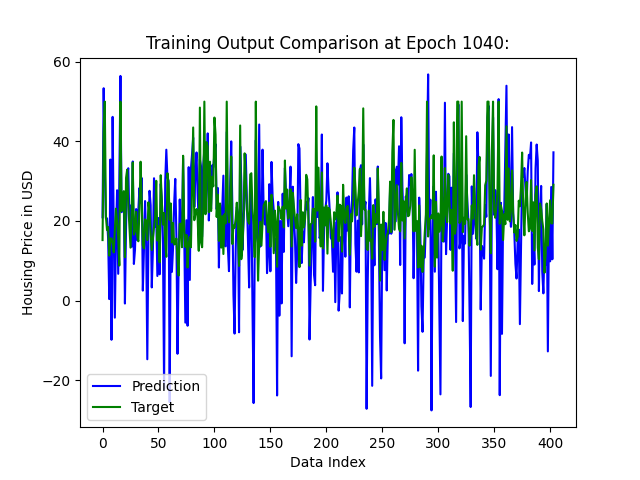 Training Output Comparison at Epoch 1040:
Housing Price in USD
60
40
20
0
−20
Prediction
Target
0 50 100 150 200 250 300 350 400
Data Index